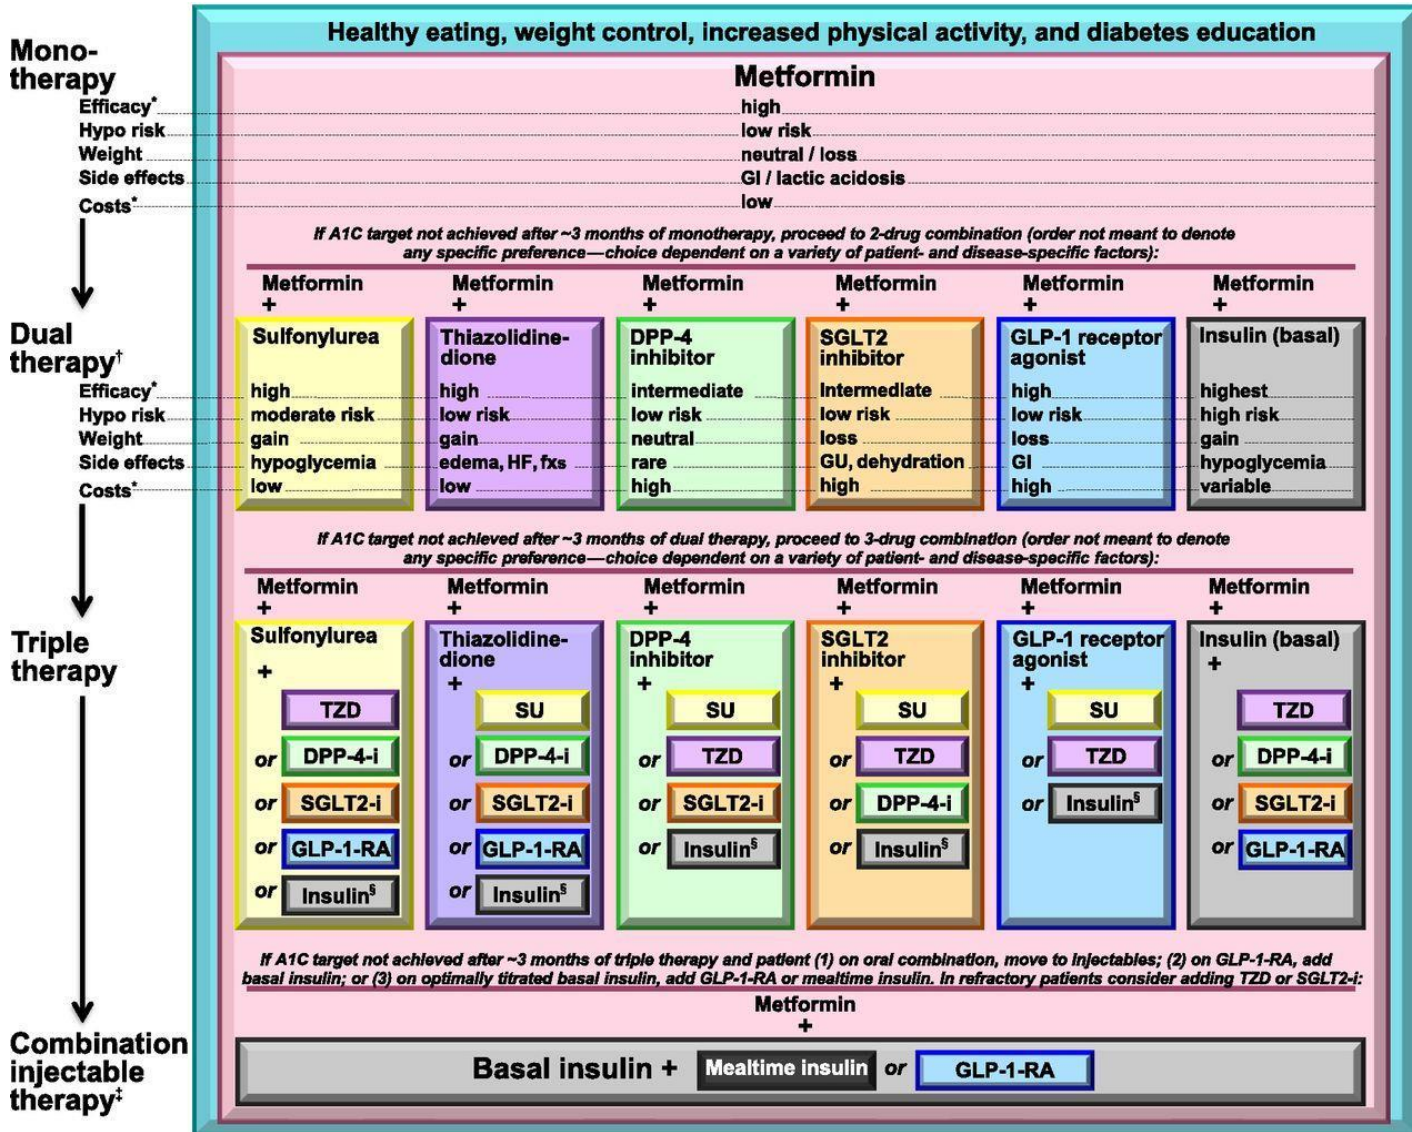 Healthy eating, weight control, increased physical activity, and diabetes education
Mono-
therapy
Metformin
Efficacy* high
Hypo risk low risk
Weight neutral / loss
Side effects GI / lactic acidosis
Costs* low
If A1C target not achieved after ~3 months of monotherapy, proceed to 2-drug combination (order not meant to denote
any specific preference—choice dependent on a variety of patient- and disease-specific factors):
Metformin Metformin Metformin Metformin Metformin Metformin
+ + + + + +
Dual
therapy†
Sulfonylurea
Thiazolidine-
dione
DPP-4
inhibitor
SGLT2
inhibitor
GLP-1 receptor
agonist
Insulin (basal)
Efficacy* high high intermediate Intermediate high highest
Hypo risk moderate risk low risk low risk low risk low risk high risk
Weight gain gain neutral loss loss gain
Side effects hypoglycemia edema, HF, fxs rare GU, dehydration GI hypoglycemia
Costs* low low high high high variable
If A1C target not achieved after ~3 months of dual therapy, proceed to 3-drug combination (order not meant to denote
any specific preference—choice dependent on a variety of patient- and disease-specific factors):
Metformin Metformin Metformin Metformin Metformin Metformin
+ + + + + +
Triple
therapy
Sulfonylurea
+
TZD
or DPP-4-i
or SGLT2-i
or GLP-1-RA
or Insulin§
Thiazolidine-
dione
+
SU
or DPP-4-i
or SGLT2-i
or GLP-1-RA
or Insulin§
DPP-4
inhibitor
+
SU
or TZD
or SGLT2-i
or Insulin§
SGLT2
inhibitor
+
SU
or TZD
or DPP-4-i
or Insulin§
GLP-1 receptor
agonist
+
SU
or TZD
or Insulin§
Insulin (basal)
+
TZD
or DPP-4-i
or SGLT2-i
or GLP-1-RA
If A1C target not achieved after ~3 months of triple therapy and patient (1) on oral combination, move to injectables; (2) on GLP-1-RA, add
basal insulin; or (3) on optimally titrated basal insulin, add GLP-1-RA or mealtime insulin. In refractory patients consider adding TZD or SGLT2-i:
Metformin
+
Combination
injectable
therapy‡
Basal insulin + Mealtime insulin or GLP-1-RA